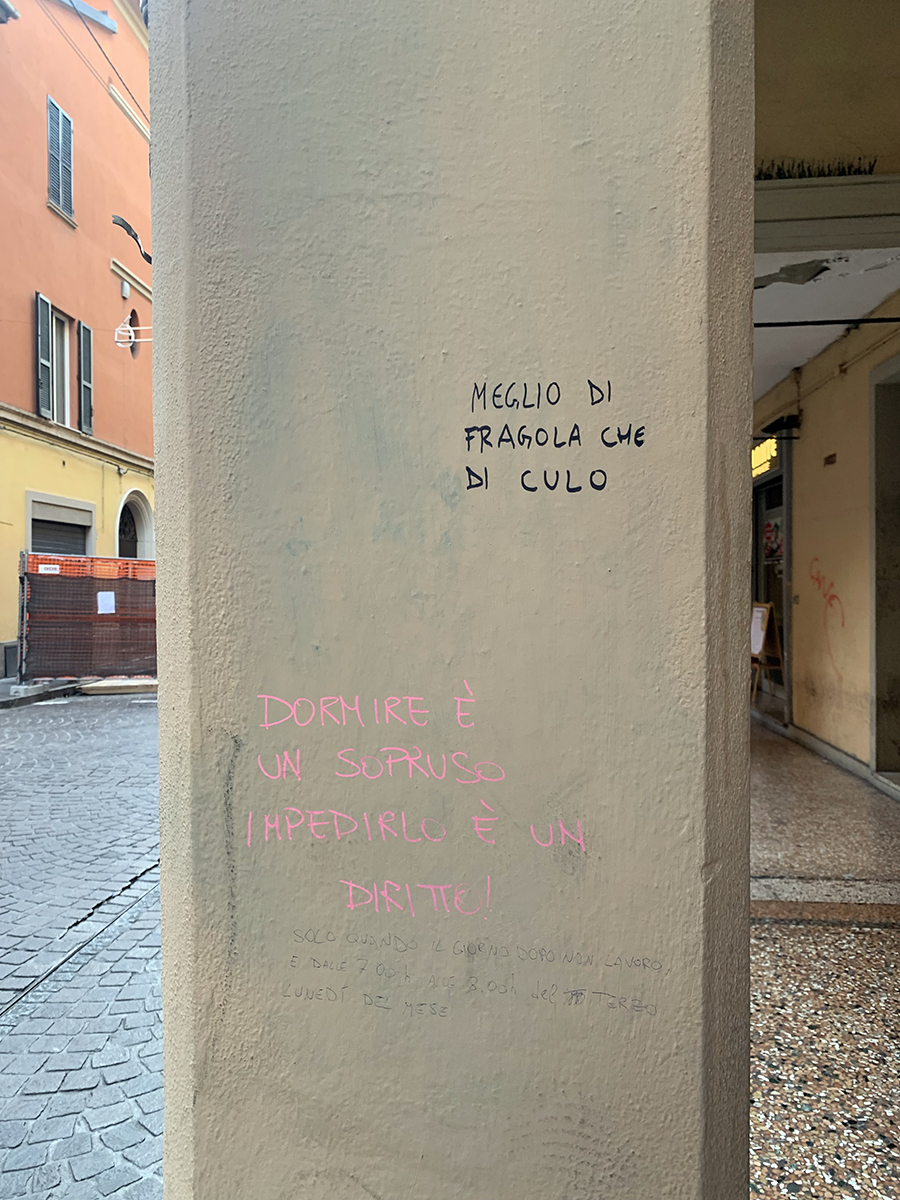 MEGLIO DI
FRAGOLA CHE
DI CULO
DORMIRE È
UN SOPRUSO
IMPEDIRLO È UN
DIRITTO!
SOLO QUANDO IL GIORNO DOPO NON LAVORO,
E DALLE 7.00h ALLE 8.00h del TERZO
LUNEDÍ DEL MESE